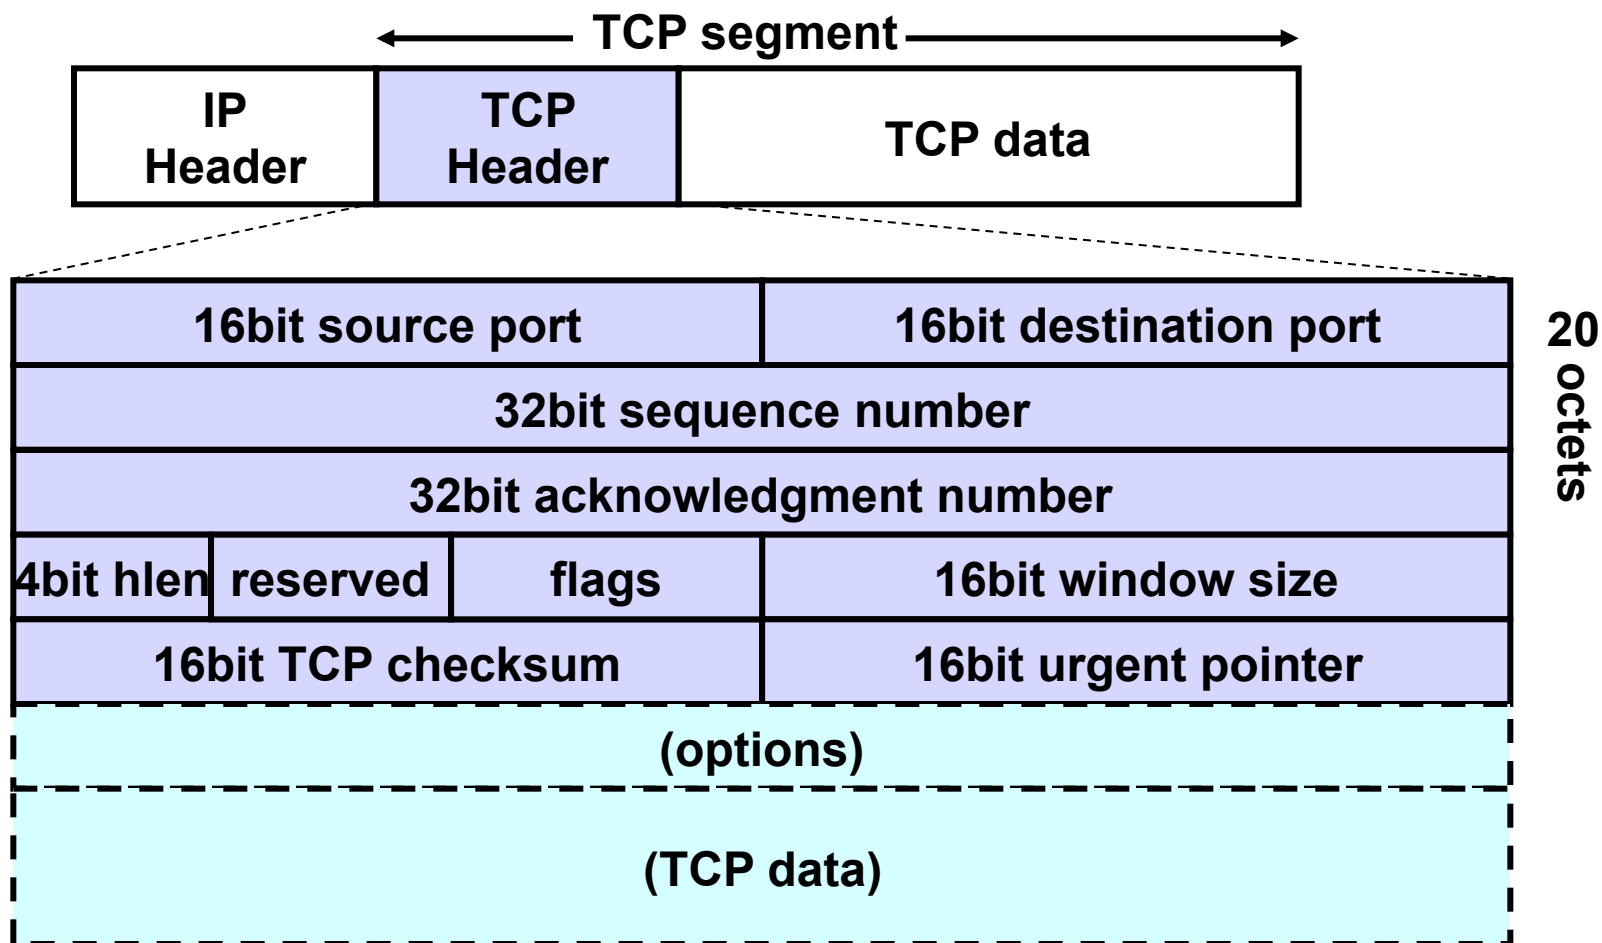 TCP segment
IP
Header
TCP
Header
TCP data
16bit source port
16bit destination port
20 octets
32bit sequence number
32bit acknowledgment number
4bit hlen
reserved
flags
16bit window size
16bit TCP checksum
16bit urgent pointer
(options)
(TCP data)